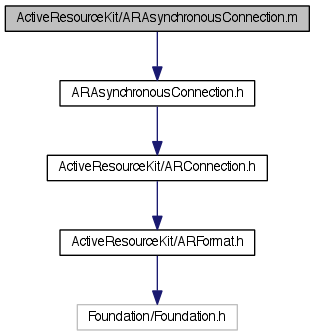 ActiveResourceKit/ARAsynchronousConnection.m
ARAsynchronousConnection.h
ActiveResourceKit/ARConnection.h
ActiveResourceKit/ARFormat.h
Foundation/Foundation.h